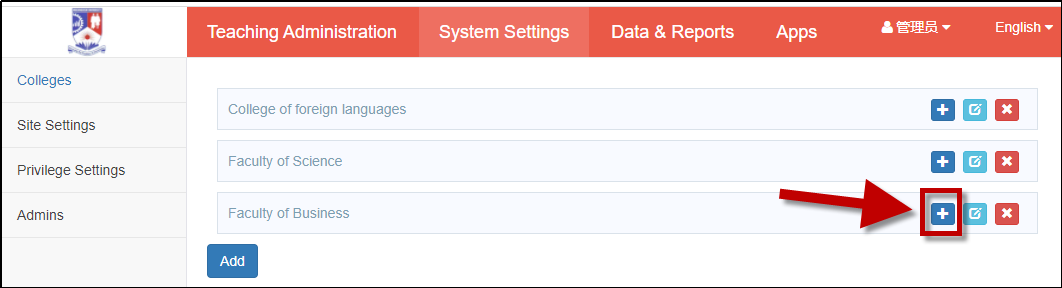 Teaching Administration System Settings Data & Reports Apps 管理员 English
Colleges
Site Settings
Privilege Settings
Admins
College of foreign languages
Faculty of Science
Faculty of Business
Add